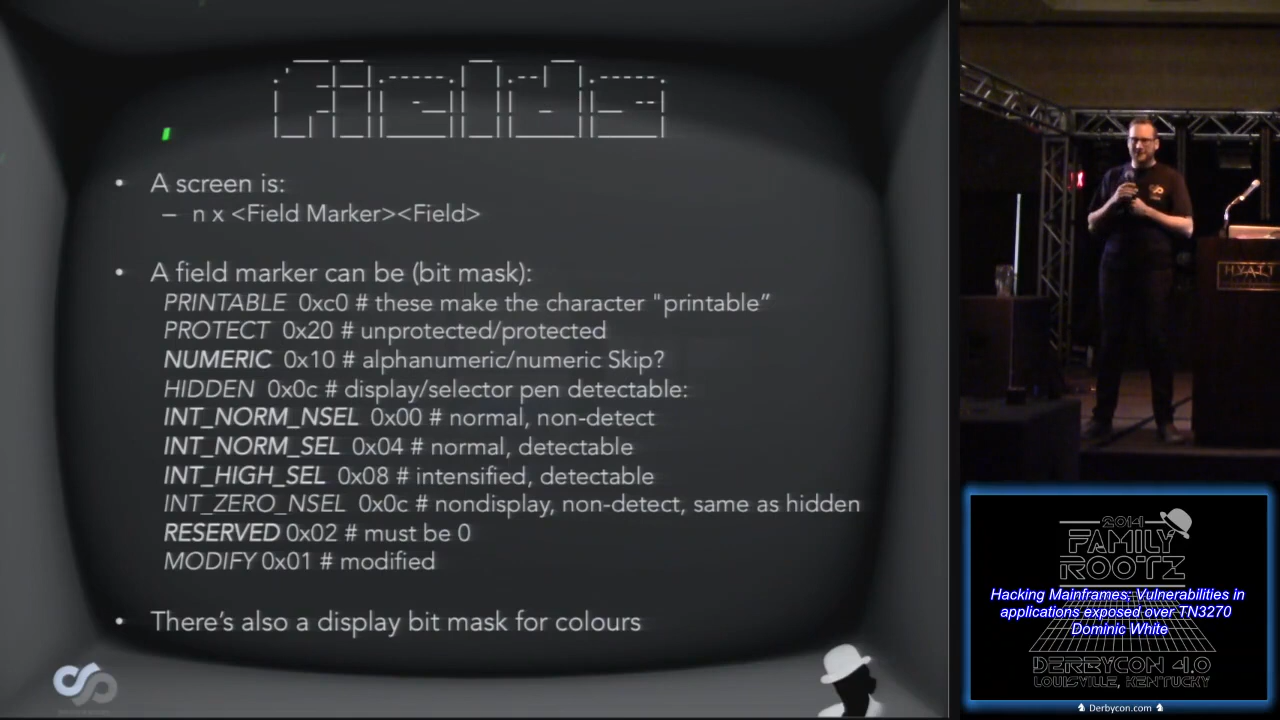 Fields
• A screen is:
– n x <Field Marker><Field>
• A field marker can be (bit mask):
PRINTABLE 0xc0 # these make the character "printable”
PROTECT 0x20 # unprotected/protected
NUMERIC 0x10 # alphanumeric/numeric Skip?
HIDDEN 0x0c # display/selector pen detectable:
INT_NORM_NSEL 0x00 # normal, non-detect
INT_NORM_SEL 0x04 # normal, detectable
INT_HIGH_SEL 0x08 # intensified, detectable
INT_ZERO_NSEL 0x0c # nondisplay, non-detect, same as hidden
RESERVED 0x02 # must be 0
MODIFY 0x01 # modified
• There’s also a display bit mask for colours
HYATT
2014
FAMILY
ROOTZ
Hacking Mainframes: Vulnerabilities in
applications exposed over TN3270
Dominic White
DERBYCON 4.0
LOUISVILLE, KENTUCKY
Derbycon.com